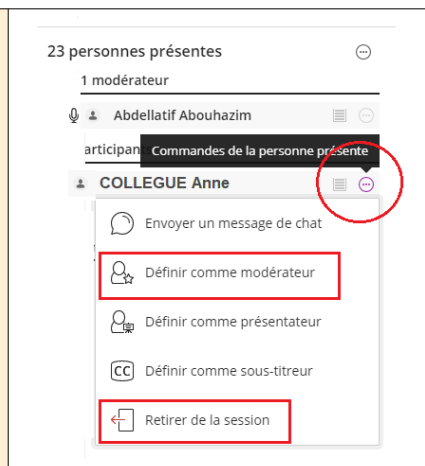 23 personnes présentes
1 modérateur
Abdellatif Abouhazim
articipan
Commandes de la personne présente
COLLEGUE Anne
Envoyer un message de chat
Définir comme modérateur
Définir comme présentateur
CC Définir comme sous-titreur
Retirer de la session